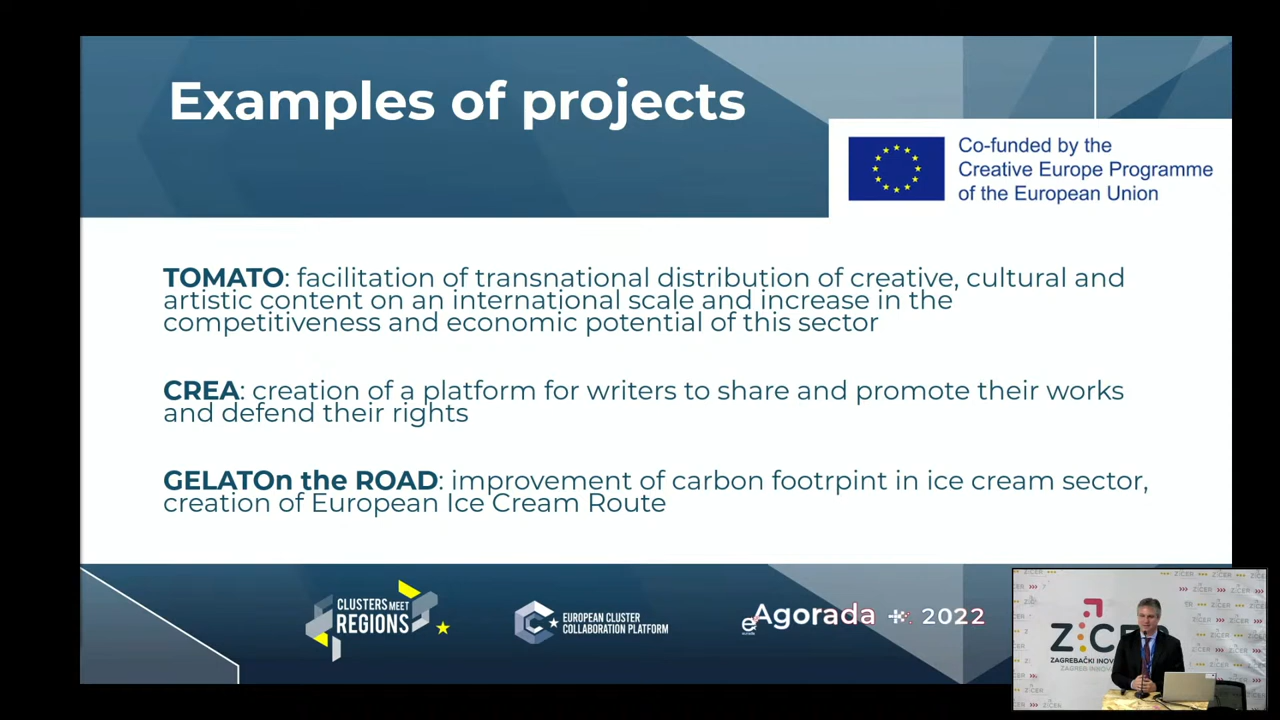 Examples of projects
Co-funded by the
Creative Europe Programme
of the European Union
TOMATO: facilitation of transnational distribution of creative, cultural and
artistic content on an international scale and increase in the
competitiveness and economic potential of this sector
CREA: creation of a platform for writers to share and promote their works
and defend their rights
GELATOn the ROAD: improvement of carbon footrpint in ice cream sector,
creation of European Ice Cream Route
CLUSTERS MEET
REGIONS
EUROPEAN CLUSTER
COLLABORATION PLATFORM
Agorada + 2022
ZICER
ZAGREBAČKI INOV
ZAGREB INNOV